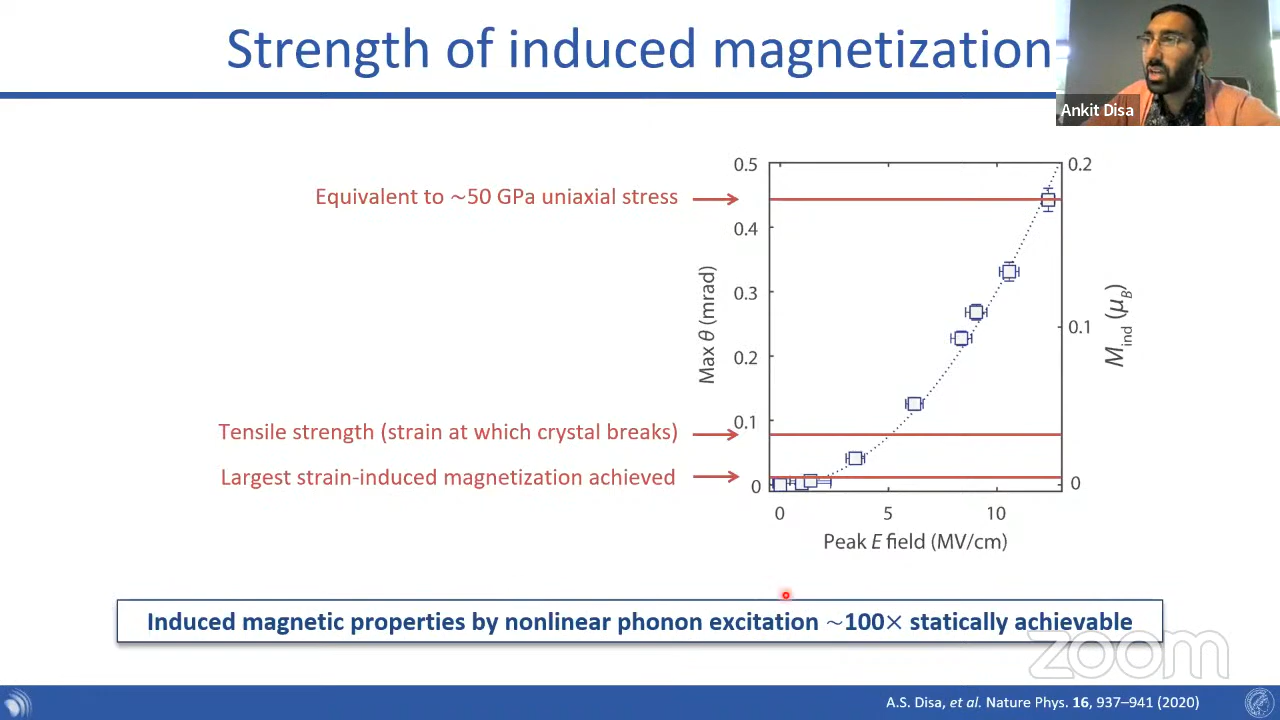 Strength of induced magnetization
Ankit Disa
Equivalent to ~50 GPa uniaxial stress
Tensile strength (strain at which crystal breaks)
Largest strain-induced magnetization achieved
0.5
0.4
0.3
0.2
0.1
0
Max θ (mrad)
0.2
0.1
0
M_ind (μ_B)
0
5
10
Peak E field (MV/cm)
Induced magnetic properties by nonlinear phonon excitation ~100× statically achievable
zoom
A.S. Disa, et al. Nature Phys. 16, 937–941 (2020)